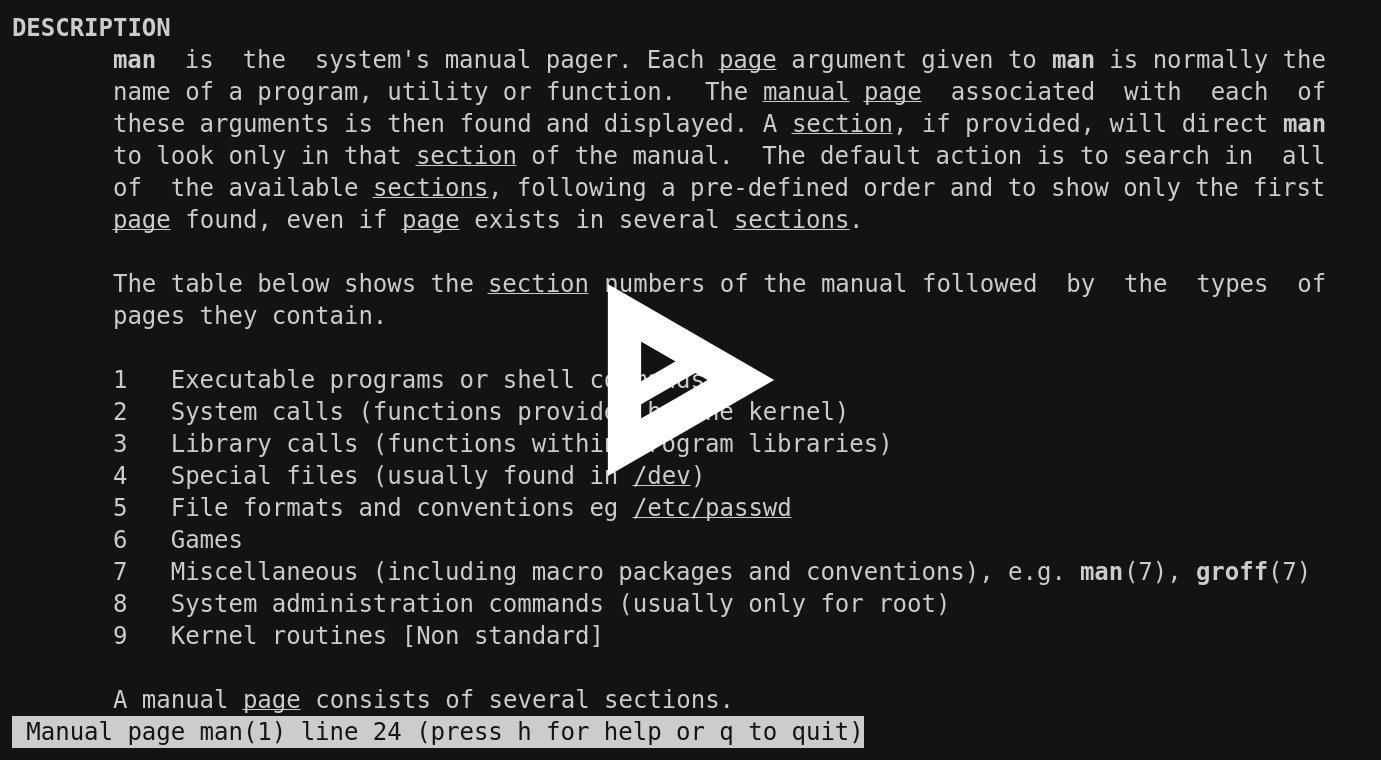 DESCRIPTION
man is the system's manual pager. Each page argument given to man is normally the
name of a program, utility or function. The manual page associated with each of
these arguments is then found and displayed. A section, if provided, will direct man
to look only in that section of the manual. The default action is to search in all
of the available sections, following a pre-defined order and to show only the first
page found, even if page exists in several sections.
The table below shows the section numbers of the manual followed by the types of
pages they contain.
1 Executable programs or shell commands
2 System calls (functions provided by the kernel)
3 Library calls (functions within program libraries)
4 Special files (usually found in /dev)
5 File formats and conventions eg /etc/passwd
6 Games
7 Miscellaneous (including macro packages and conventions), e.g. man(7), groff(7)
8 System administration commands (usually only for root)
9 Kernel routines [Non standard]
A manual page consists of several sections.
Manual page man(1) line 24 (press h for help or q to quit)